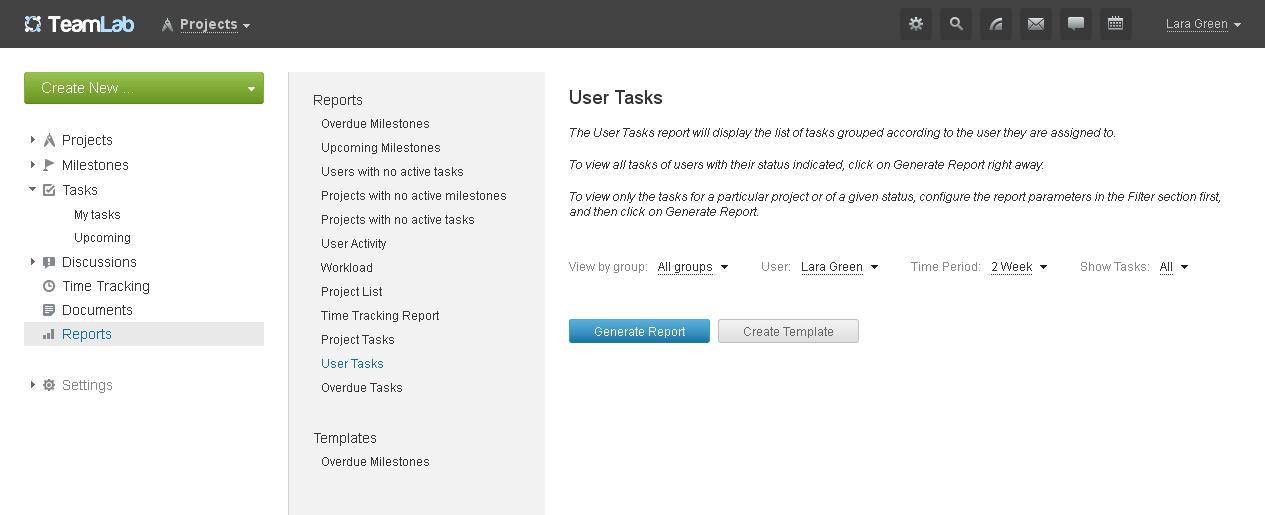 TeamLab
Projects
Lara Green
Create New ...
Projects
Milestones
Tasks
My tasks
Upcoming
Discussions
Time Tracking
Documents
Reports
Settings
Reports
Overdue Milestones
Upcoming Milestones
Users with no active tasks
Projects with no active milestones
Projects with no active tasks
User Activity
Workload
Project List
Time Tracking Report
Project Tasks
User Tasks
Overdue Tasks
Templates
Overdue Milestones
User Tasks
The User Tasks report will display the list of tasks grouped according to the user they are assigned to.
To view all tasks of users with their status indicated, click on Generate Report right away.
To view only the tasks for a particular project or of a given status, configure the report parameters in the Filter section first,
and then click on Generate Report.
View by group: All groups User: Lara Green Time Period: 2 Week Show Tasks: All
Generate Report Create Template